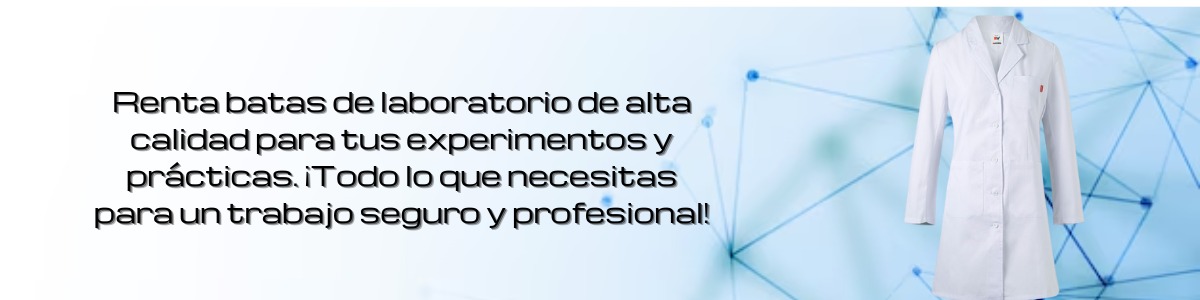 Renta batas de laboratorio de alta
calidad para tus experimentos y
prácticas. ¡Todo lo que necesitas
para un trabajo seguro y profesional!